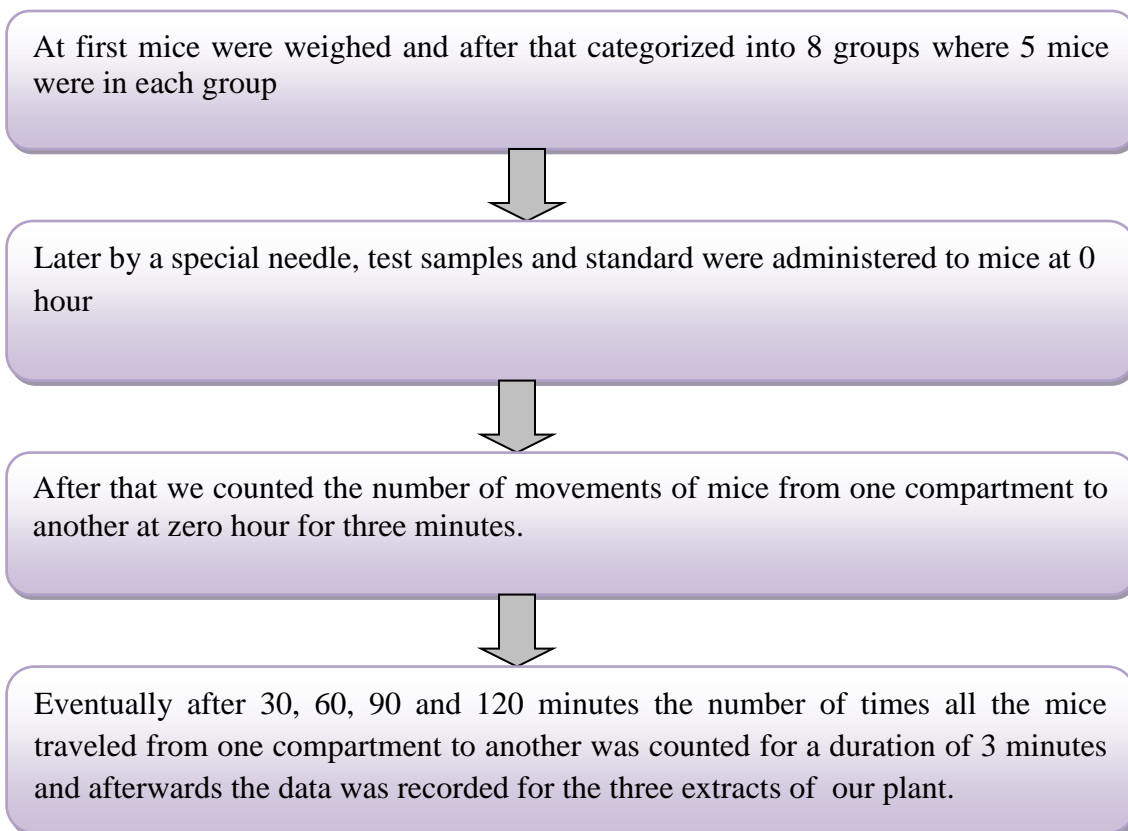 At first mice were weighed and after that categorized into 8 groups where 5 mice
were in each group
Later by a special needle, test samples and standard were administered to mice at 0
hour
After that we counted the number of movements of mice from one compartment to
another at zero hour for three minutes.
Eventually after 30, 60, 90 and 120 minutes the number of times all the mice
traveled from one compartment to another was counted for a duration of 3 minutes
and afterwards the data was recorded for the three extracts of our plant.